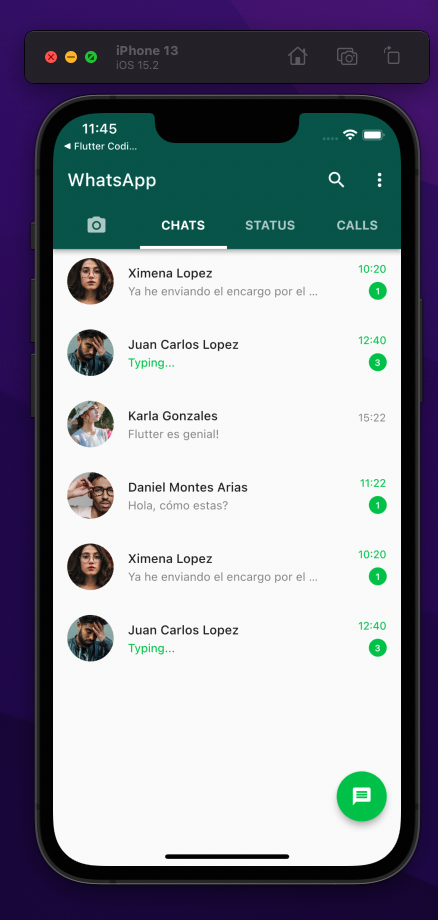 iPhone 13
iOS 15.2
11:45
◀ Flutter Codi...
WhatsApp
CHATS STATUS CALLS
Ximena Lopez 10:20
Ya he enviando el encargo por el ... 1
Juan Carlos Lopez 12:40
Typing... 3
Karla Gonzales 15:22
Flutter es genial!
Daniel Montes Arias 11:22
Hola, cómo estas? 1
Ximena Lopez 10:20
Ya he enviando el encargo por el ... 1
Juan Carlos Lopez 12:40
Typing... 3